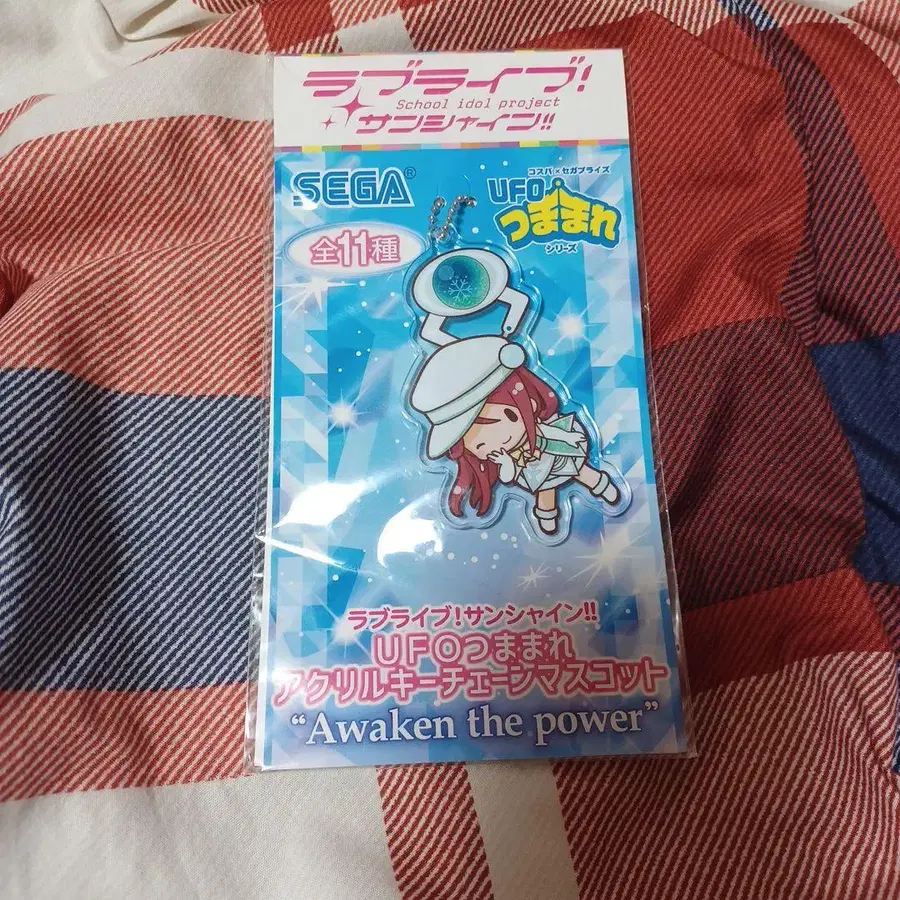 ラブライブ!
School idol project
サンシャイン!!
SEGA®
コスパ×セガプライズ
UFO
つままれ
シリーズ
全11種
ラブライブ!サンシャイン!!
UFOつままれ
アクリルキーチェーンマスコット
“Awaken the power”